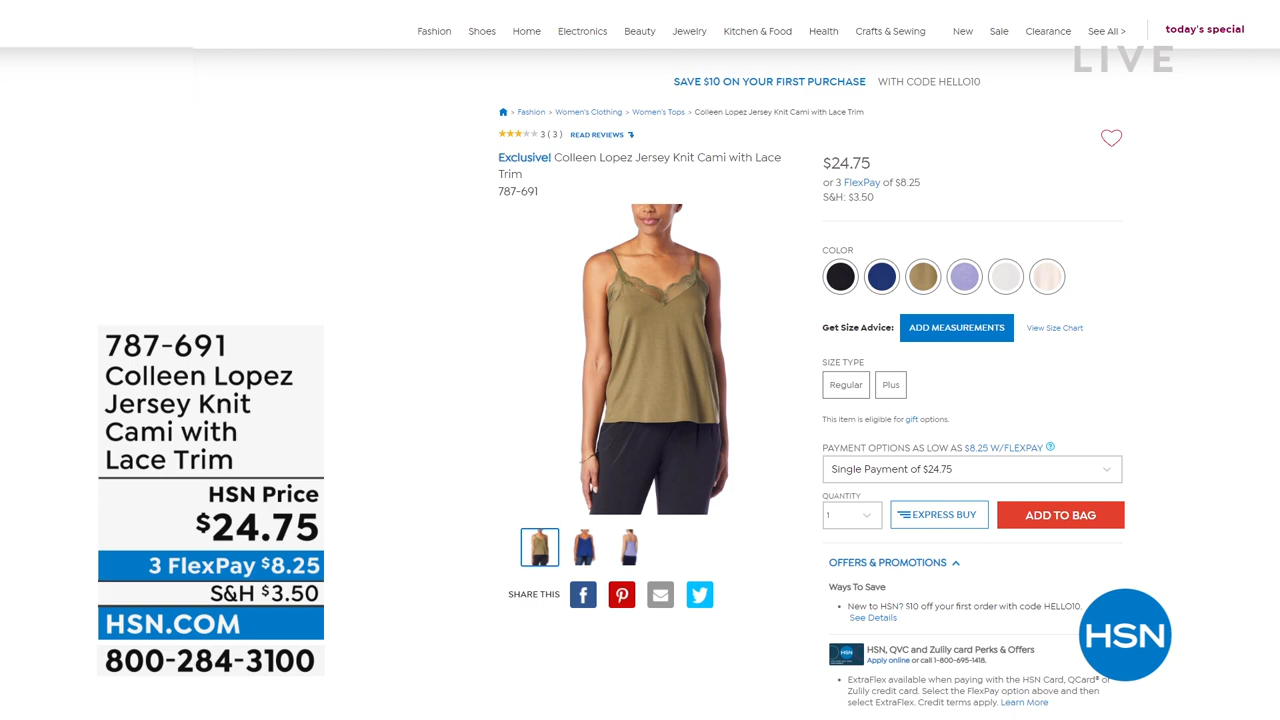 Fashion Shoes Home Electronics Beauty Jewelry Kitchen & Food Health Crafts & Sewing New Sale Clearance See All > today's special
LIVE
SAVE $10 ON YOUR FIRST PURCHASE WITH CODE HELLO10
> Fashion > Women's Clothing > Women's Tops > Colleen Lopez Jersey Knit Cami with Lace Trim
3 ( 3 ) READ REVIEWS
Exclusive! Colleen Lopez Jersey Knit Cami with Lace
Trim
787-691
$24.75
or 3 FlexPay of $8.25
S&H: $3.50
COLOR
Get Size Advice: ADD MEASUREMENTS View Size Chart
SIZE TYPE
Regular Plus
This item is eligible for gift options.
PAYMENT OPTIONS AS LOW AS $8.25 W/FLEXPAY ?
Single Payment of $24.75
QUANTITY
1 EXPRESS BUY ADD TO BAG
SHARE THIS
OFFERS & PROMOTIONS
Ways To Save
• New to HSN? $10 off your first order with code HELLO10.
See Details
HSN HSN, QVC and Zulily card Perks & Offers
Apply online or call 1-800-695-1418.
• ExtraFlex available when paying with the HSN Card, QCard® or
Zulily credit card. Select the FlexPay option above and then
select ExtraFlex. Credit terms apply. Learn More
787-691
Colleen Lopez
Jersey Knit
Cami with
Lace Trim
HSN Price
$24.75
3 FlexPay $8.25
S&H $3.50
HSN.COM
800-284-3100
HSN